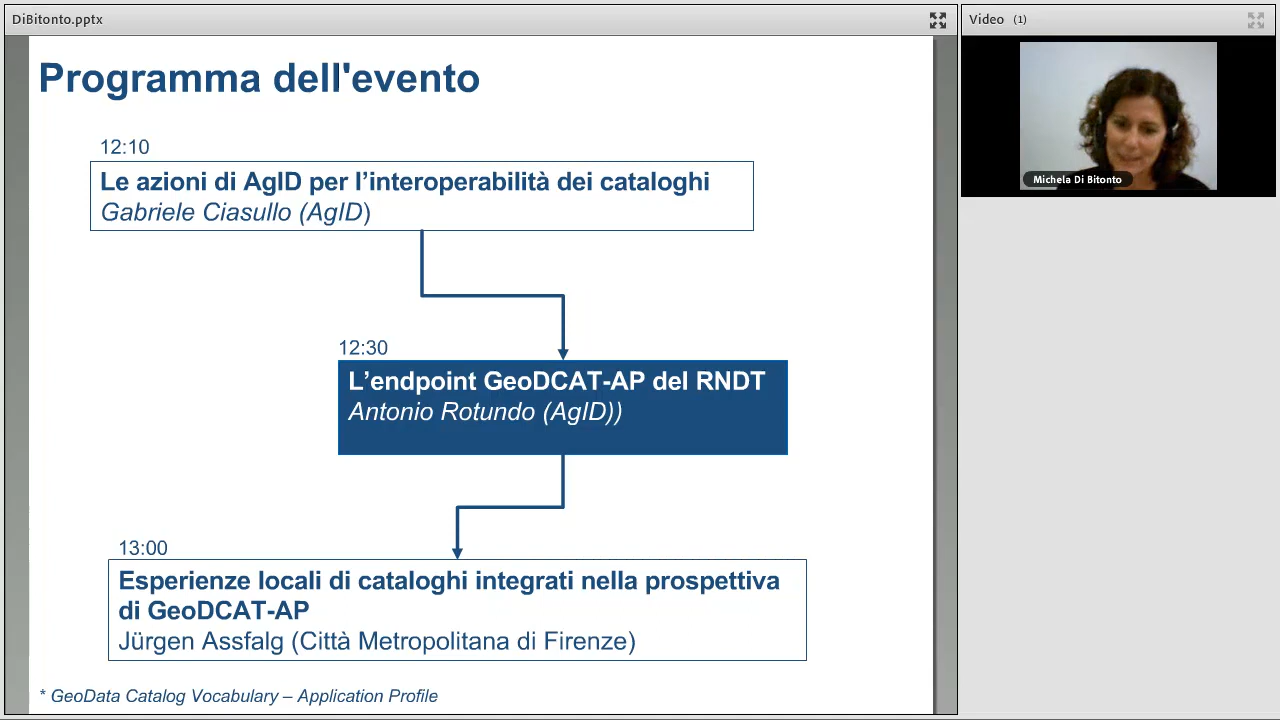 DiBitonto.pptx
Video (1)
Programma dell'evento
12:10
Le azioni di AgID per l’interoperabilità dei cataloghi
Gabriele Ciasullo (AgID)
12:30
L’endpoint GeoDCAT-AP del RNDT
Antonio Rotundo (AgID))
13:00
Esperienze locali di cataloghi integrati nella prospettiva
di GeoDCAT-AP
Jürgen Assfalg (Città Metropolitana di Firenze)
* GeoData Catalog Vocabulary – Application Profile
Michela Di Bitonto